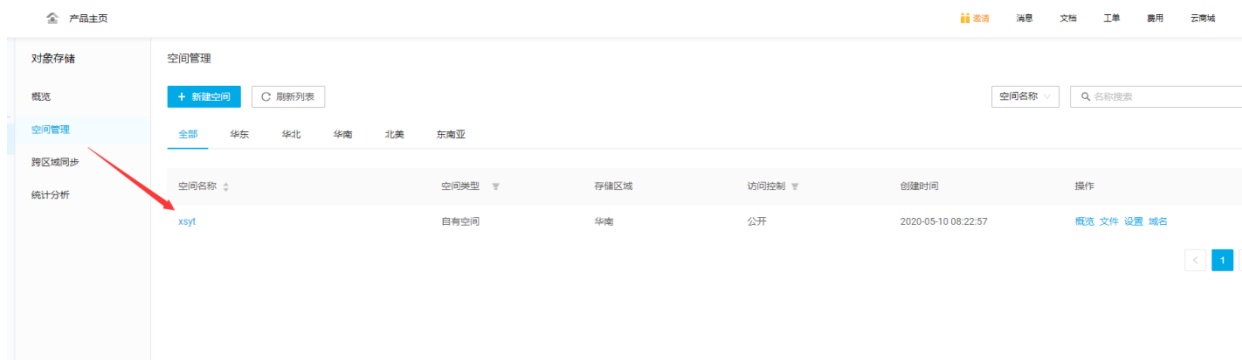 产品主页 邀请 消息 文档 工单 费用 云商城
对象存储
概览
空间管理
跨区域同步
统计分析
空间管理
+ 新建空间 刷新列表 空间名称 名称搜索
全部 华东 华北 华南 北美 东南亚
空间名称 空间类型 存储区域 访问控制 创建时间 操作
xsyt 自有空间 华南 公开 2020-05-10 08:22:57 概览 文件 设置 域名
< 1